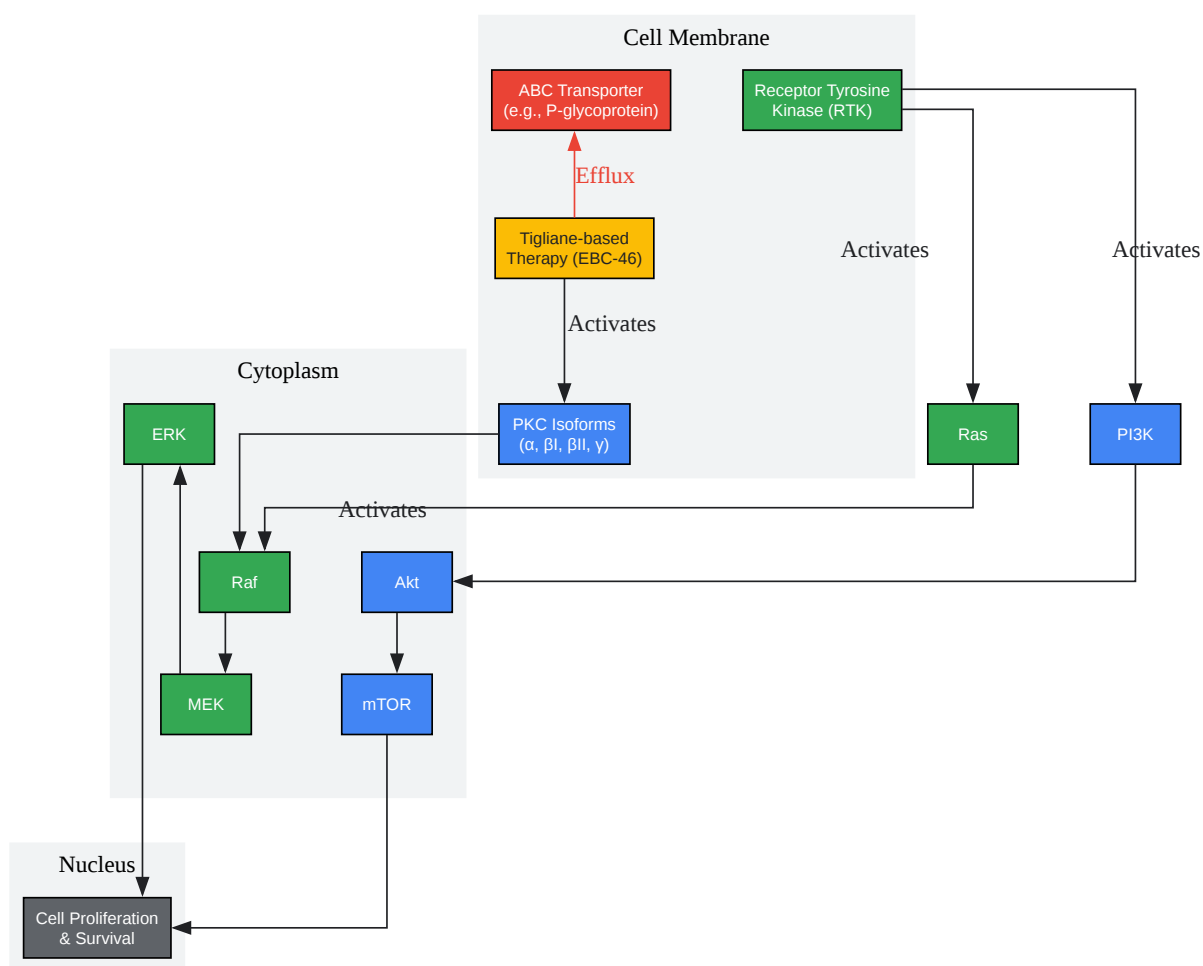 Cell Membrane
ABC Transporter
(e.g., P-glycoprotein)
Receptor Tyrosine
Kinase (RTK)
Efflux
Tigliane-based
Therapy (EBC-46)
Activates
Activates
Activates
Cytoplasm
ERK
PKC Isoforms
(α, βI, βII, γ)
Ras
PI3K
Activates
Raf
Akt
MEK
mTOR
Nucleus
Cell Proliferation
& Survival